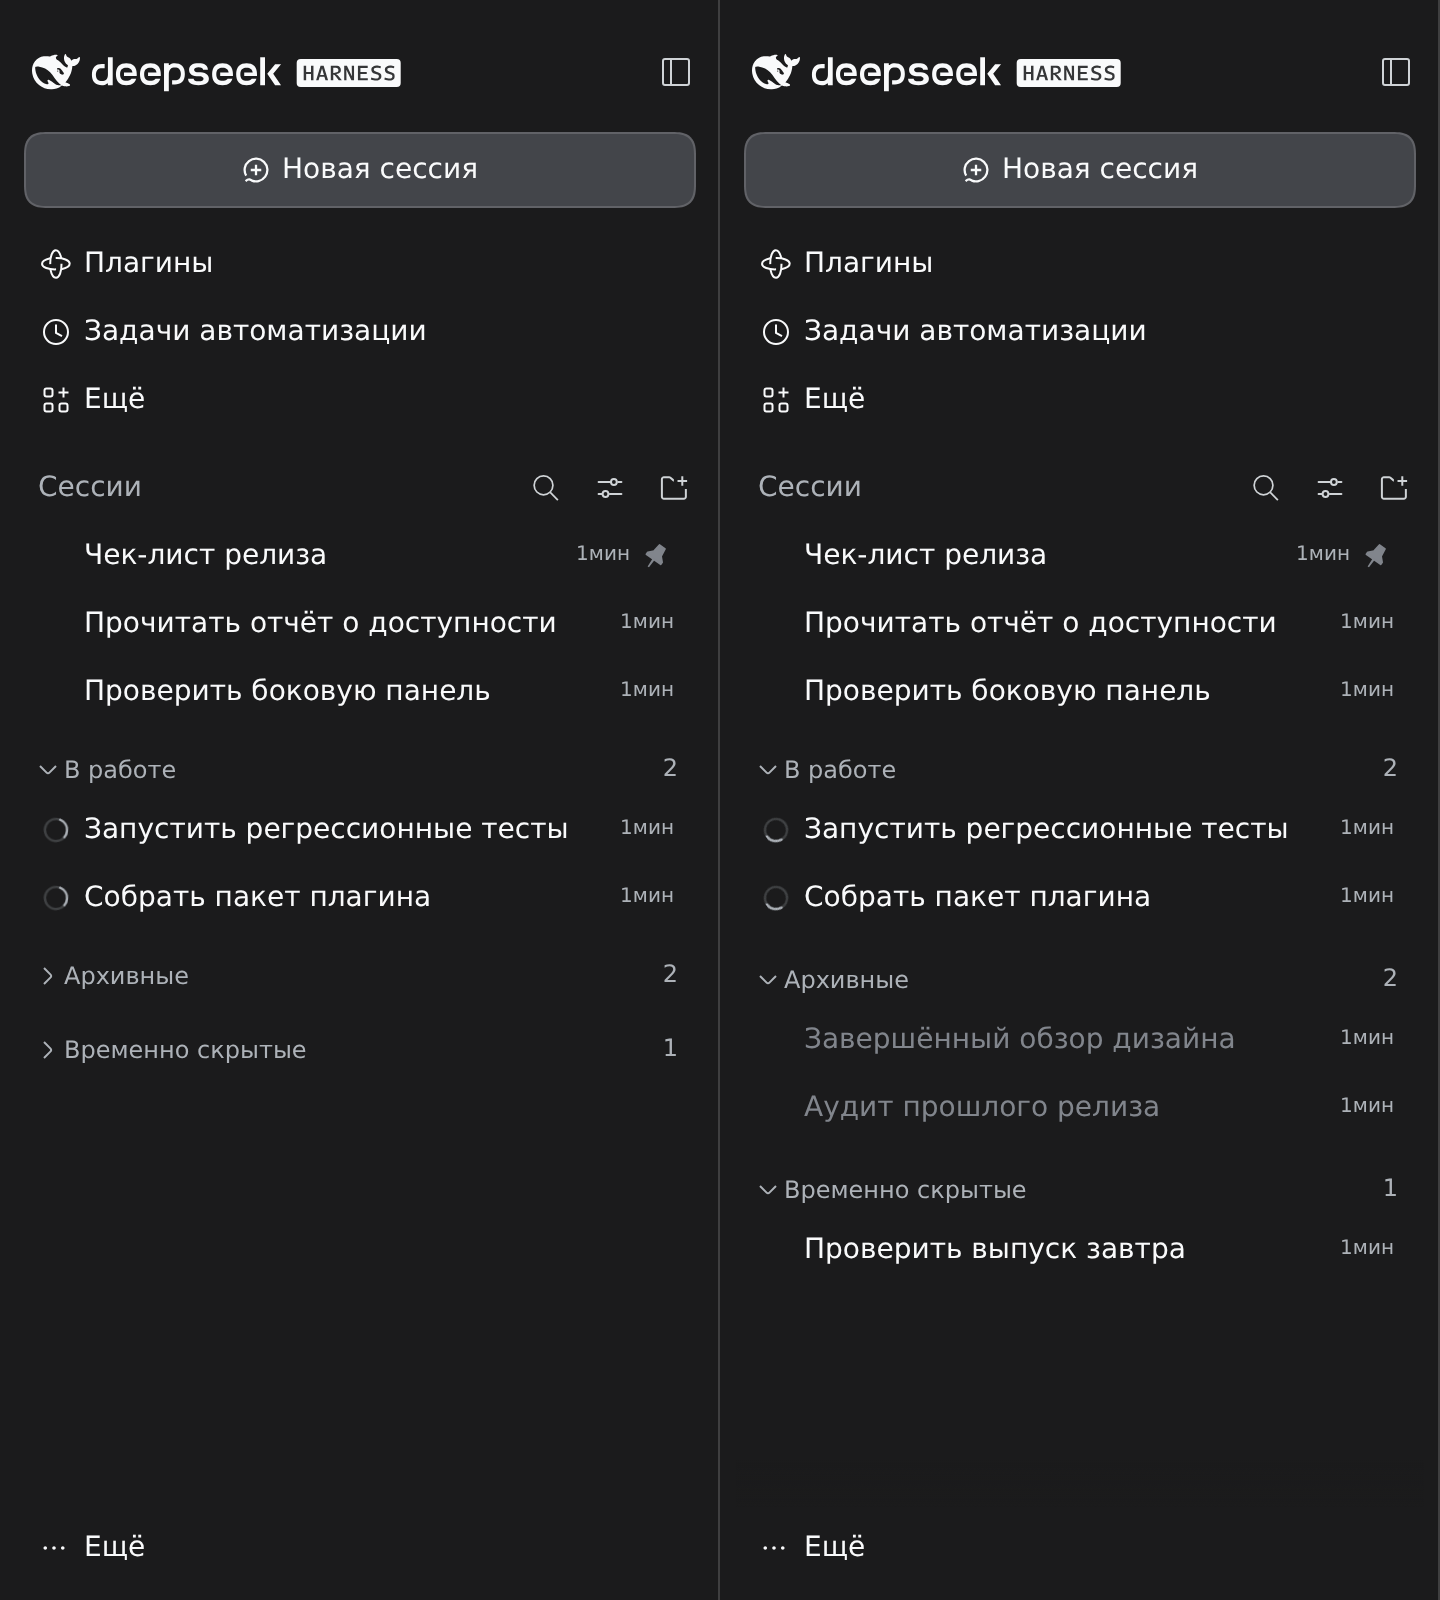 deepseek HARNESS
Новая сессия
Плагины
Задачи автоматизации
Ещё
Сессии
Чек-лист релиза 1мин
Прочитать отчёт о доступности 1мин
Проверить боковую панель 1мин
В работе 2
Запустить регрессионные тесты 1мин
Собрать пакет плагина 1мин
Архивные 2
Временно скрытые 1
Ещё
deepseek HARNESS
Новая сессия
Плагины
Задачи автоматизации
Ещё
Сессии
Чек-лист релиза 1мин
Прочитать отчёт о доступности 1мин
Проверить боковую панель 1мин
В работе 2
Запустить регрессионные тесты 1мин
Собрать пакет плагина 1мин
Архивные 2
Завершённый обзор дизайна 1мин
Аудит прошлого релиза 1мин
Временно скрытые 1
Проверить выпуск завтра 1мин
Ещё